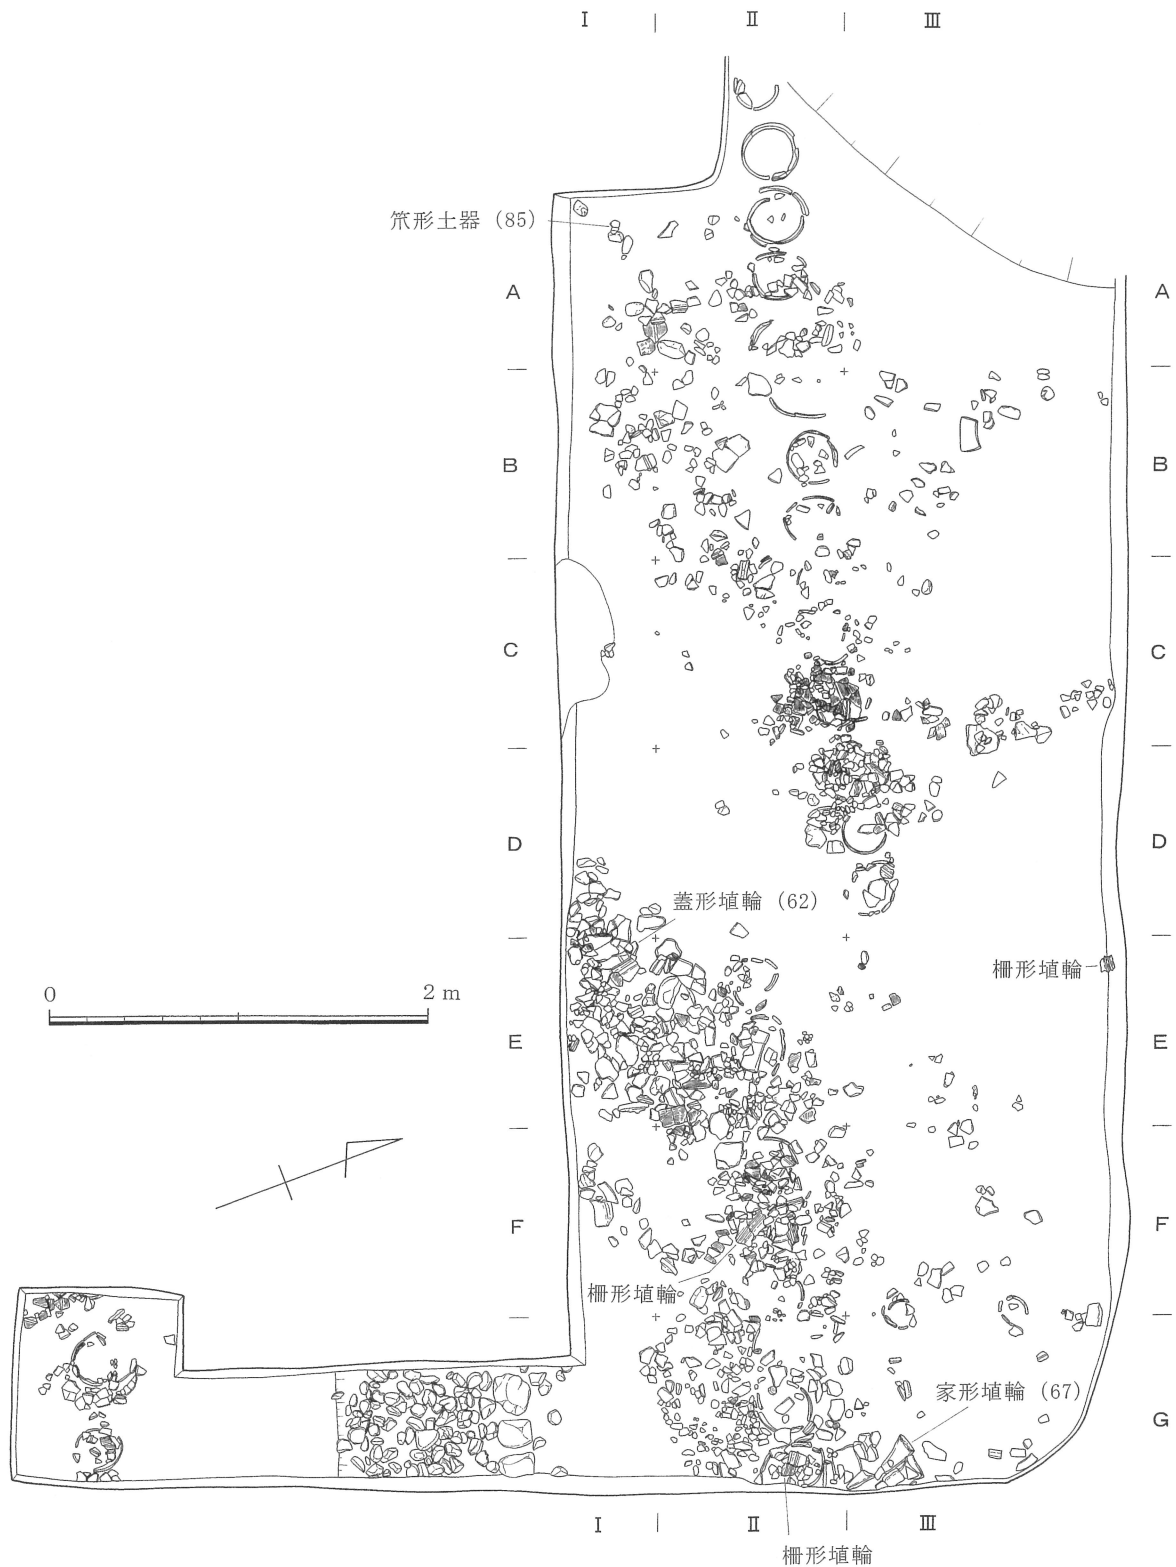 Ⅰ | Ⅱ | Ⅲ
笊形土器 (85)
A A
B B
C C
D D
蓋形埴輪 (62)
柵形埴輪
0 2 m
E E
F F
柵形埴輪
家形埴輪 (67)
G G
Ⅰ | Ⅱ | Ⅲ
柵形埴輪